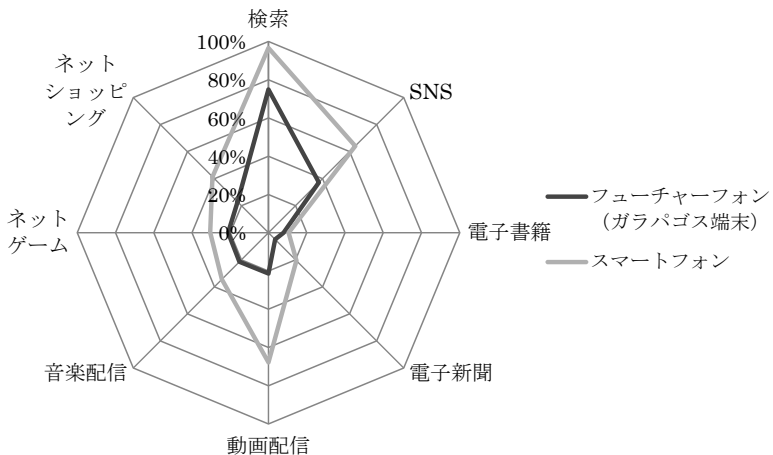 検索
100%
80%
60%
40%
20%
0%
SNS
電子書籍
電子新聞
動画配信
音楽配信
ネット
ゲーム
ネット
ショッピ
ング
フューチャーフォン
（ガラパゴス端末）
スマートフォン